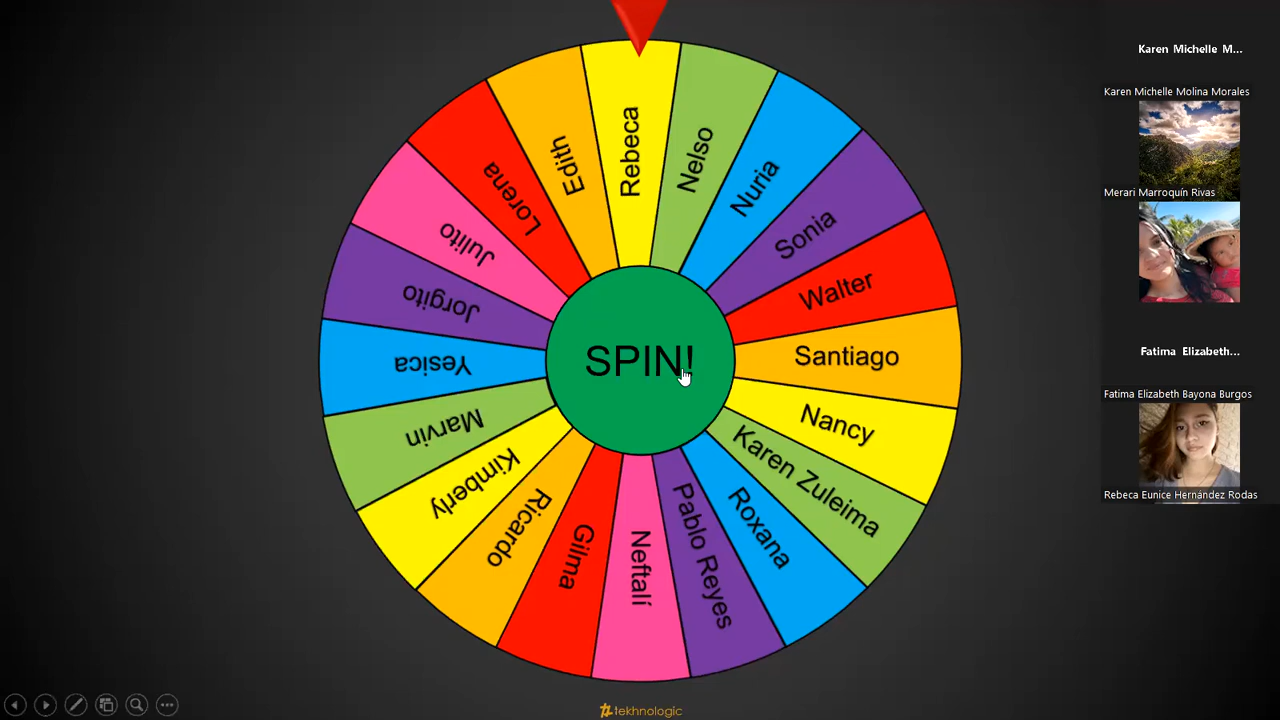 Rebeca
Nelso
Nuria
Sonia
Walter
Santiago
Nancy
Karen Zuleima
Roxana
Pablo Reyes
Neftalí
Gilma
Ricardo
Kimberly
Marvin
Yesica
Jorgito
Julito
Lorena
Edith
SPIN!
tekhnologic
Karen Michelle M...
Karen Michelle Molina Morales
Merari Marroquín Rivas
Fatima Elizabeth...
Fatima Elizabeth Bayona Burgos
Rebeca Eunice Hernández Rodas